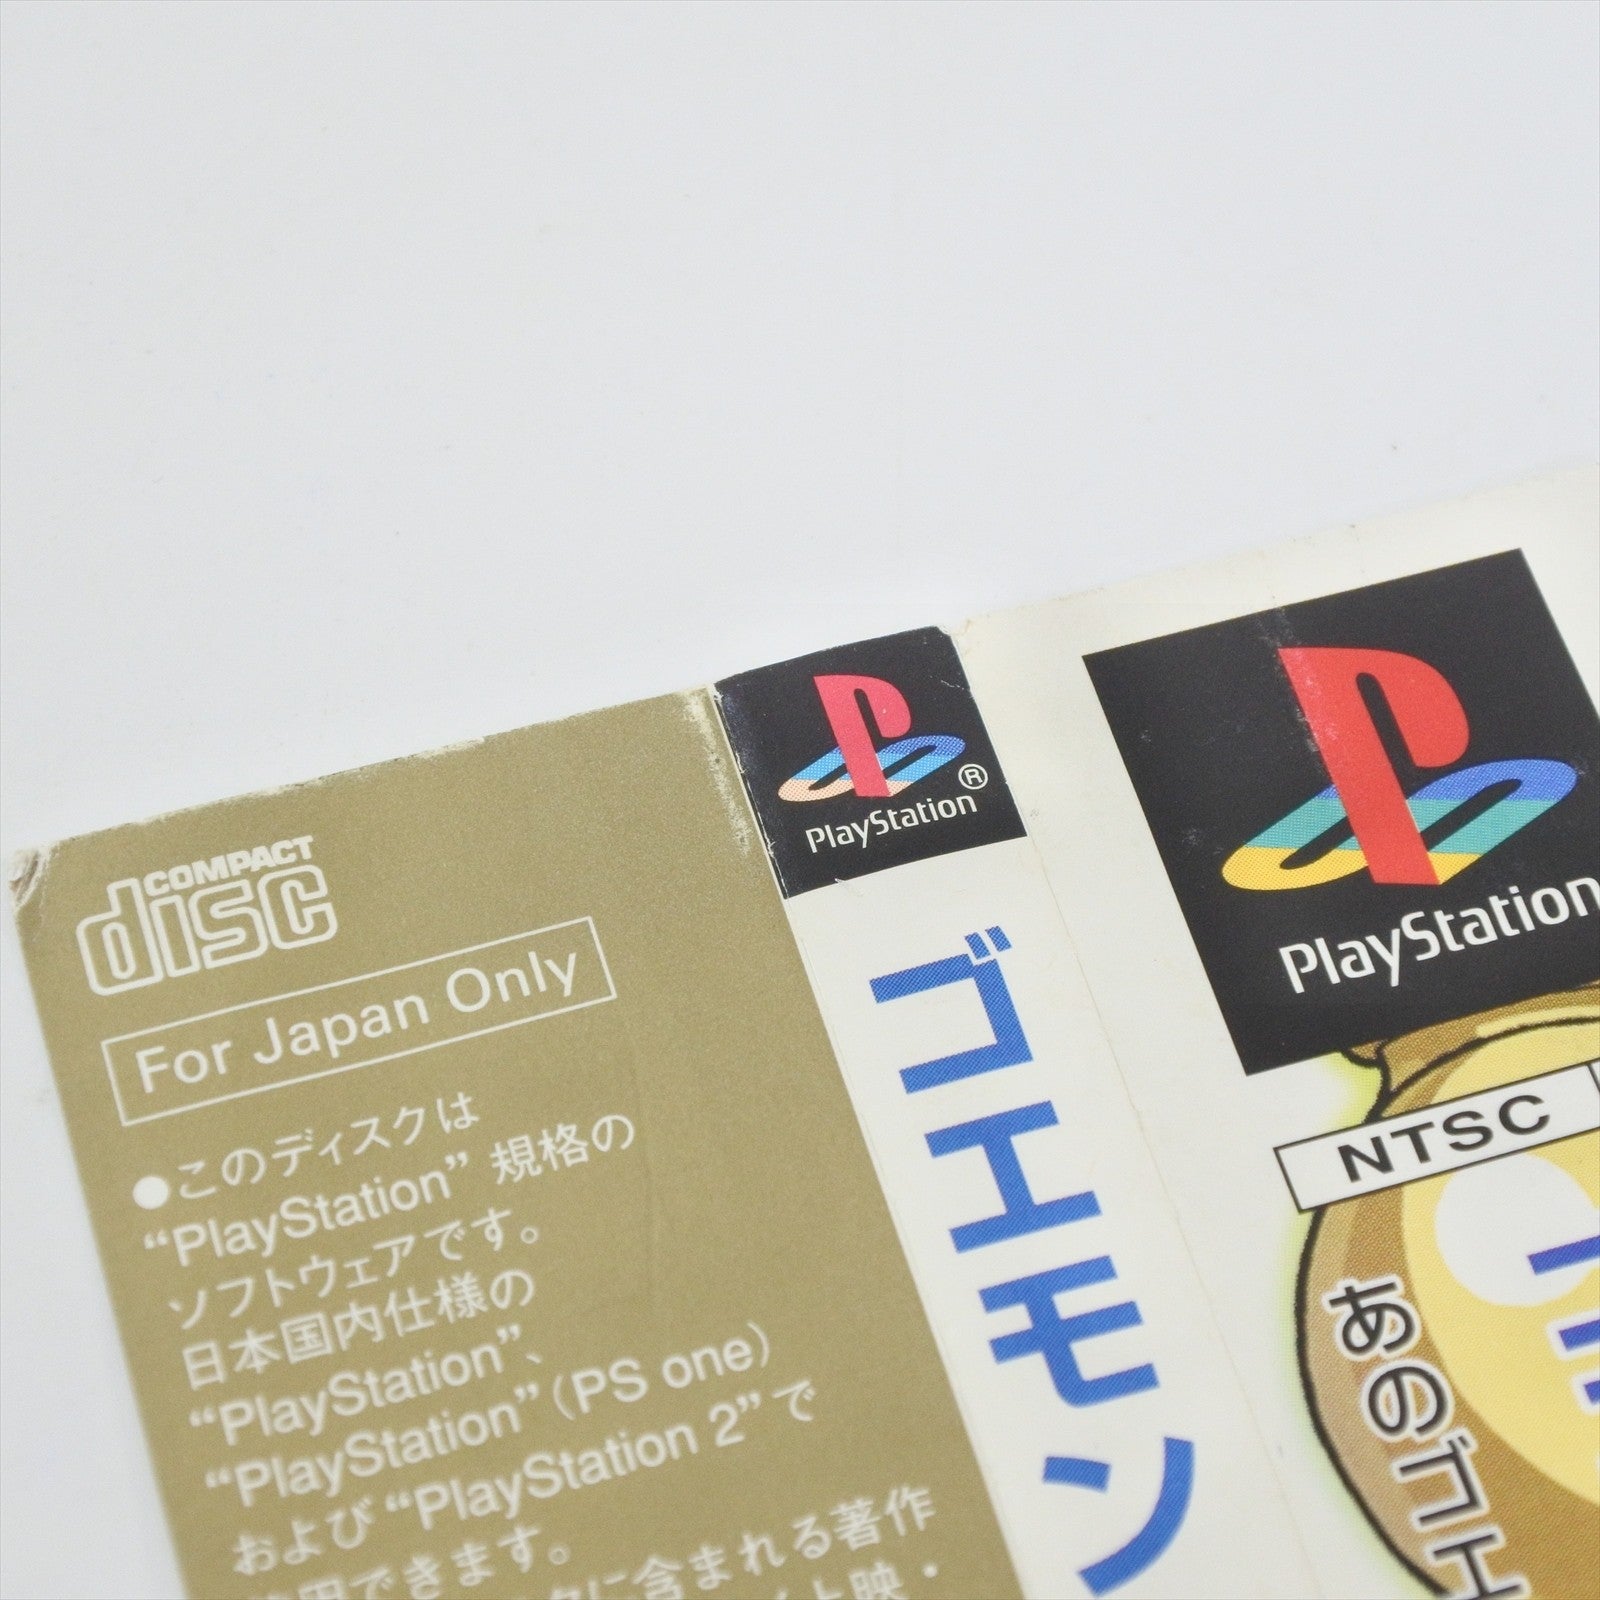 COMPACT
disc
For Japan Only
●このディスクは
“PlayStation” 規格の
ソフトウェアです。
日本国内仕様の
“PlayStation”、
“PlayStation”（PS one）
および “PlayStation 2” で
できます。
に含まれる著作
上映・
PlayStation
®
ゴエモン
PlayStation
NTSC
あのゴエ